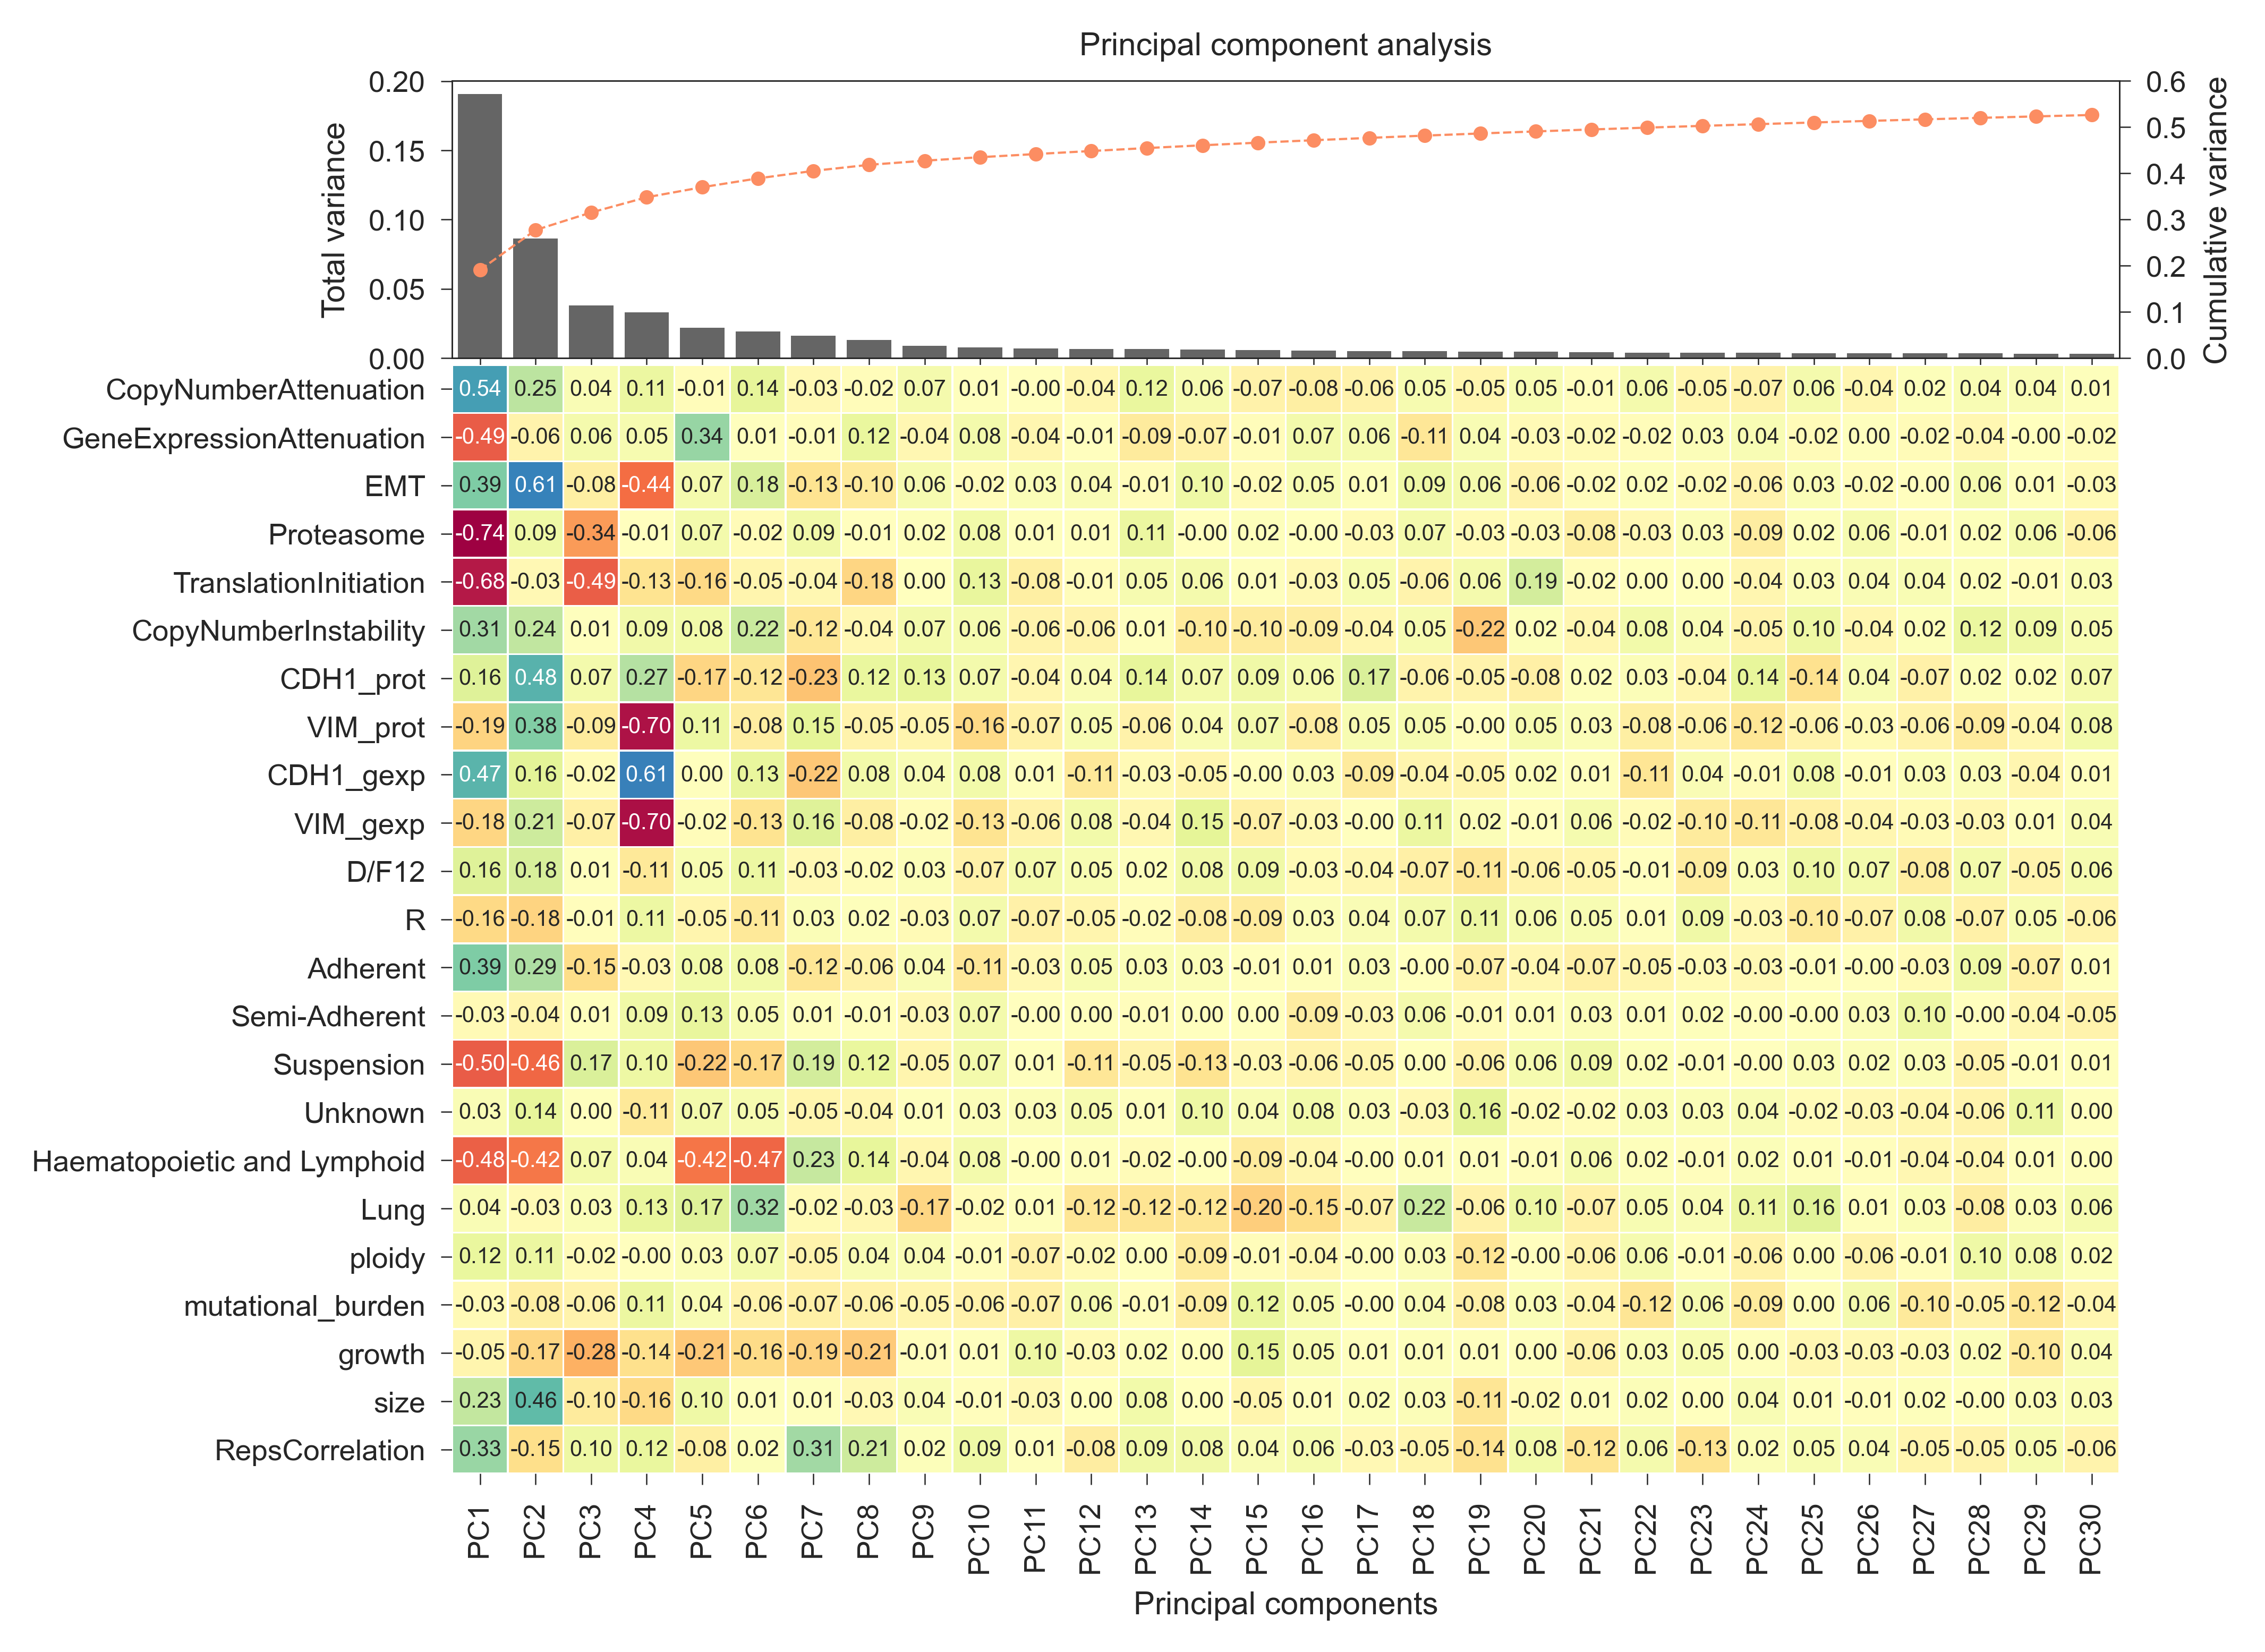 Principal component analysis
0.20
0.15
0.10
0.05
0.00
Total variance
0.6
0.5
0.4
0.3
0.2
0.1
0.0
Cumulative variance
CopyNumberAttenuation 0.54 0.25 0.04 0.11 -0.01 0.14 -0.03 -0.02 0.07 0.01 -0.00 -0.04 0.12 0.06 -0.07 -0.08 -0.06 0.05 -0.05 0.05 -0.01 0.06 -0.05 -0.07 0.06 -0.04 0.02 0.04 0.04 0.01
GeneExpressionAttenuation -0.49 -0.06 0.06 0.05 0.34 0.01 -0.01 0.12 -0.04 0.08 -0.04 -0.01 -0.09 -0.07 -0.01 0.07 0.06 -0.11 0.04 -0.03 -0.02 -0.02 0.03 0.04 -0.02 0.00 -0.02 -0.04 -0.00 -0.02
EMT 0.39 0.61 -0.08 -0.44 0.07 0.18 -0.13 -0.10 0.06 -0.02 0.03 0.04 -0.01 0.10 -0.02 0.05 0.01 0.09 0.06 -0.06 -0.02 0.02 -0.02 -0.06 0.03 -0.02 -0.00 0.06 0.01 -0.03
Proteasome -0.74 0.09 -0.34 -0.01 0.07 -0.02 0.09 -0.01 0.02 0.08 0.01 0.01 0.11 -0.00 0.02 -0.00 -0.03 0.07 -0.03 -0.03 -0.08 -0.03 0.03 -0.09 0.02 0.06 -0.01 0.02 0.06 -0.06
TranslationInitiation -0.68 -0.03 -0.49 -0.13 -0.16 -0.05 -0.04 -0.18 0.00 0.13 -0.08 -0.01 0.05 0.06 0.01 -0.03 0.05 -0.06 0.06 0.19 -0.02 0.00 0.00 -0.04 0.03 0.04 0.04 0.02 -0.01 0.03
CopyNumberInstability 0.31 0.24 0.01 0.09 0.08 0.22 -0.12 -0.04 0.07 0.06 -0.06 -0.06 0.01 -0.10 -0.10 -0.09 -0.04 0.05 -0.22 0.02 -0.04 0.08 0.04 -0.05 0.10 -0.04 0.02 0.12 0.09 0.05
CDH1_prot 0.16 0.48 0.07 0.27 -0.17 -0.12 -0.23 0.12 0.13 0.07 -0.04 0.04 0.14 0.07 0.09 0.06 0.17 -0.06 -0.05 -0.08 0.02 0.03 -0.04 0.14 -0.14 0.04 -0.07 0.02 0.02 0.07
VIM_prot -0.19 0.38 -0.09 -0.70 0.11 -0.08 0.15 -0.05 -0.05 -0.16 -0.07 0.05 -0.06 0.04 0.07 -0.08 0.05 0.05 -0.00 0.05 0.03 -0.08 -0.06 -0.12 -0.06 -0.03 -0.06 -0.09 -0.04 0.08
CDH1_gexp 0.47 0.16 -0.02 0.61 0.00 0.13 -0.22 0.08 0.04 0.08 0.01 -0.11 -0.03 -0.05 -0.00 0.03 -0.09 -0.04 -0.05 0.02 0.01 -0.11 0.04 -0.01 0.08 -0.01 0.03 0.03 -0.04 0.01
VIM_gexp -0.18 0.21 -0.07 -0.70 -0.02 -0.13 0.16 -0.08 -0.02 -0.13 -0.06 0.08 -0.04 0.15 -0.07 -0.03 -0.00 0.11 0.02 -0.01 0.06 -0.02 -0.10 -0.11 -0.08 -0.04 -0.03 -0.03 0.01 0.04
D/F12 0.16 0.18 0.01 -0.11 0.05 0.11 -0.03 -0.02 0.03 -0.07 0.07 0.05 0.02 0.08 0.09 -0.03 -0.04 -0.07 -0.11 -0.06 -0.05 -0.01 -0.09 0.03 0.10 0.07 -0.08 0.07 -0.05 0.06
R -0.16 -0.18 -0.01 0.11 -0.05 -0.11 0.03 0.02 -0.03 0.07 -0.07 -0.05 -0.02 -0.08 -0.09 0.03 0.04 0.07 0.11 0.06 0.05 0.01 0.09 -0.03 -0.10 -0.07 0.08 -0.07 0.05 -0.06
Adherent 0.39 0.29 -0.15 -0.03 0.08 0.08 -0.12 -0.06 0.04 -0.11 -0.03 0.05 0.03 0.03 -0.01 0.01 0.03 -0.00 -0.07 -0.04 -0.07 -0.05 -0.03 -0.03 -0.01 -0.00 -0.03 0.09 -0.07 0.01
Semi-Adherent -0.03 -0.04 0.01 0.09 0.13 0.05 0.01 -0.01 -0.03 0.07 -0.00 0.00 -0.01 0.00 0.00 -0.09 -0.03 0.06 -0.01 0.01 0.03 0.01 0.02 -0.00 -0.00 0.03 0.10 -0.00 -0.04 -0.05
Suspension -0.50 -0.46 0.17 0.10 -0.22 -0.17 0.19 0.12 -0.05 0.07 0.01 -0.11 -0.05 -0.13 -0.03 -0.06 -0.05 0.00 -0.06 0.06 0.09 0.02 -0.01 -0.00 0.03 0.02 0.03 -0.05 -0.01 0.01
Unknown 0.03 0.14 0.00 -0.11 0.07 0.05 -0.05 -0.04 0.01 0.03 0.03 0.05 0.01 0.10 0.04 0.08 0.03 -0.03 0.16 -0.02 -0.02 0.03 0.03 0.04 -0.02 -0.03 -0.04 -0.06 0.11 0.00
Haematopoietic and Lymphoid -0.48 -0.42 0.07 0.04 -0.42 -0.47 0.23 0.14 -0.04 0.08 -0.00 0.01 -0.02 -0.00 -0.09 -0.04 -0.00 0.01 0.01 -0.01 0.06 0.02 -0.01 0.02 0.01 -0.01 -0.04 -0.04 0.01 0.00
Lung 0.04 -0.03 0.03 0.13 0.17 0.32 -0.02 -0.03 -0.17 -0.02 0.01 -0.12 -0.12 -0.12 -0.20 -0.15 -0.07 0.22 -0.06 0.10 -0.07 0.05 0.04 0.11 0.16 0.01 0.03 -0.08 0.03 0.06
ploidy 0.12 0.11 -0.02 -0.00 0.03 0.07 -0.05 0.04 0.04 -0.01 -0.07 -0.02 0.00 -0.09 -0.01 -0.04 -0.00 0.03 -0.12 -0.00 -0.06 0.06 -0.01 -0.06 0.00 -0.06 -0.01 0.10 0.08 0.02
mutational_burden -0.03 -0.08 -0.06 0.11 0.04 -0.06 -0.07 -0.06 -0.05 -0.06 -0.07 0.06 -0.01 -0.09 0.12 0.05 -0.00 0.04 -0.08 0.03 -0.04 -0.12 0.06 -0.09 0.00 0.06 -0.10 -0.05 -0.12 -0.04
growth -0.05 -0.17 -0.28 -0.14 -0.21 -0.16 -0.19 -0.21 -0.01 0.01 0.10 -0.03 0.02 0.00 0.15 0.05 0.01 0.01 0.01 0.00 -0.06 0.03 0.05 0.00 -0.03 -0.03 -0.03 0.02 -0.10 0.04
size 0.23 0.46 -0.10 -0.16 0.10 0.01 0.01 -0.03 0.04 -0.01 -0.03 0.00 0.08 0.00 -0.05 0.01 0.02 0.03 -0.11 -0.02 0.01 0.02 0.00 0.04 0.01 -0.01 0.02 -0.00 0.03 0.03
RepsCorrelation 0.33 -0.15 0.10 0.12 -0.08 0.02 0.31 0.21 0.02 0.09 0.01 -0.08 0.09 0.08 0.04 0.06 -0.03 -0.05 -0.14 0.08 -0.12 0.06 -0.13 0.02 0.05 0.04 -0.05 -0.05 0.05 -0.06
PC1 PC2 PC3 PC4 PC5 PC6 PC7 PC8 PC9 PC10 PC11 PC12 PC13 PC14 PC15 PC16 PC17 PC18 PC19 PC20 PC21 PC22 PC23 PC24 PC25 PC26 PC27 PC28 PC29 PC30
Principal components